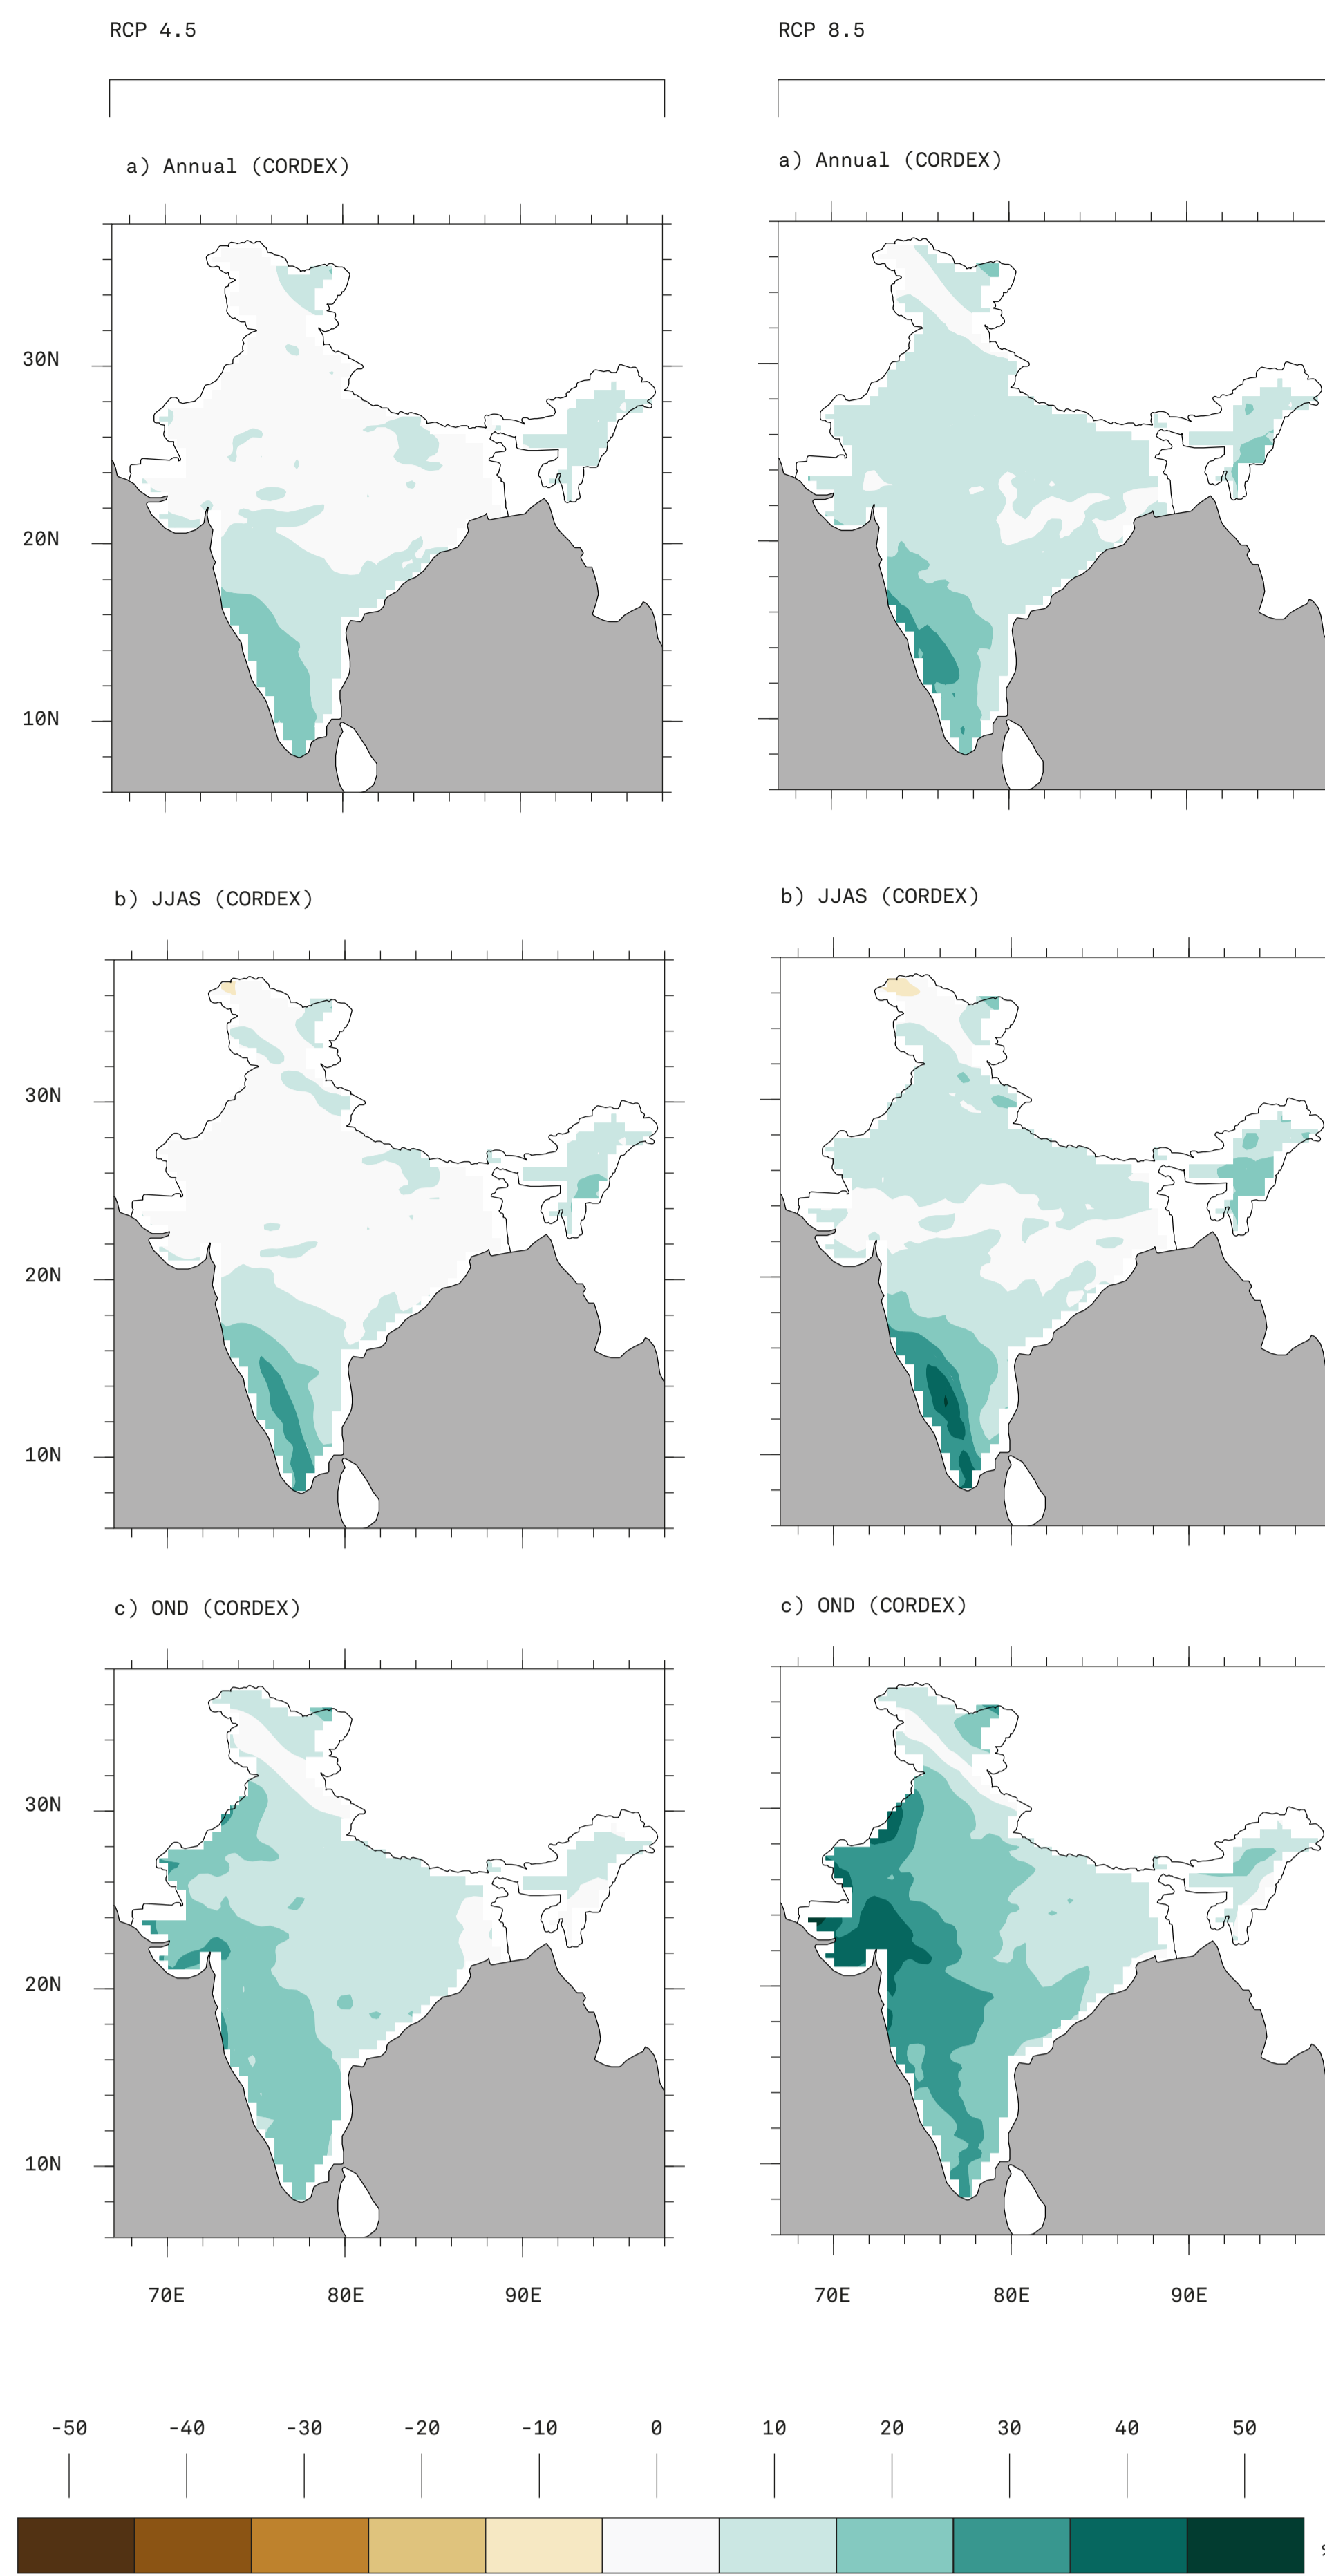 RCP 4.5
RCP 8.5
a) Annual (CORDEX)
a) Annual (CORDEX)
30N
20N
10N
b) JJAS (CORDEX)
b) JJAS (CORDEX)
30N
20N
10N
c) OND (CORDEX)
c) OND (CORDEX)
30N
20N
10N
70E 80E 90E 70E 80E 90E
-50 -40 -30 -20 -10 0 10 20 30 40 50